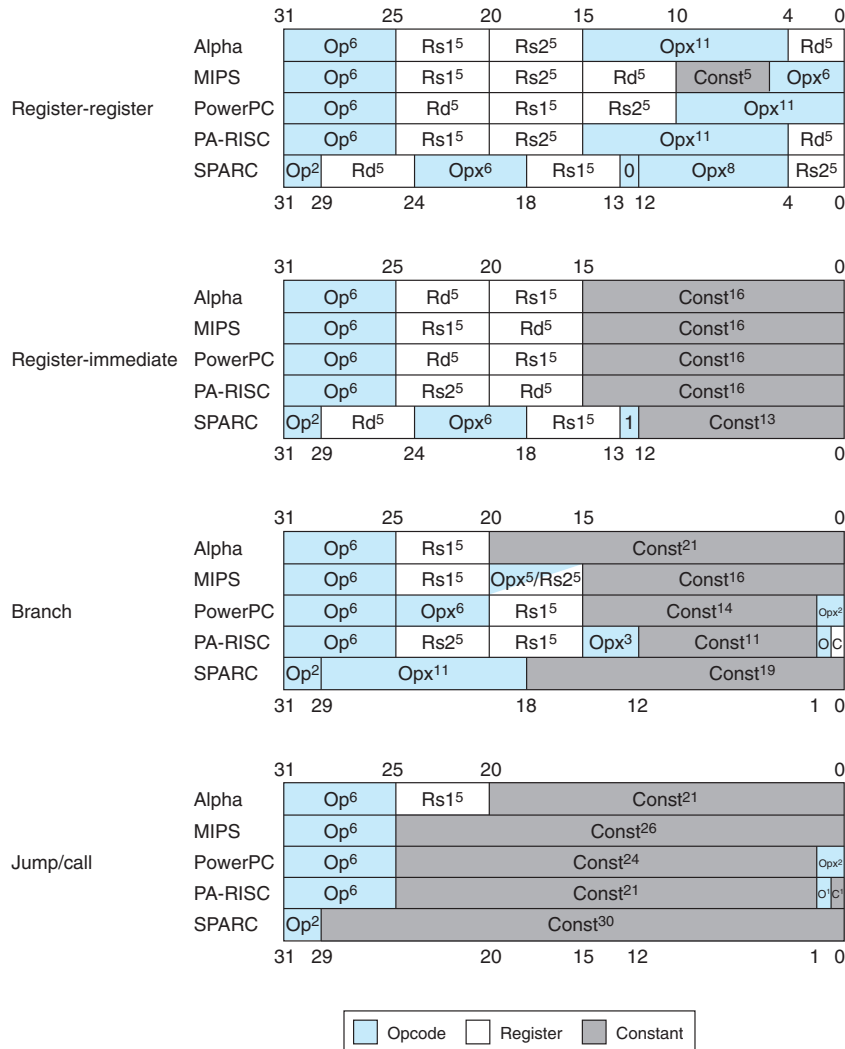 31 25 20 15 10 4 0
Alpha Op⁶ Rs1⁵ Rs2⁵ Opx¹¹ Rd⁵
MIPS Op⁶ Rs1⁵ Rs2⁵ Rd⁵ Const⁵ Opx⁶
Register-register PowerPC Op⁶ Rd⁵ Rs1⁵ Rs2⁵ Opx¹¹
PA-RISC Op⁶ Rs1⁵ Rs2⁵ Opx¹¹ Rd⁵
SPARC Op² Rd⁵ Opx⁶ Rs1⁵ 0 Opx⁸ Rs2⁵
31 29 24 18 13 12 4 0
31 25 20 15 0
Alpha Op⁶ Rd⁵ Rs1⁵ Const¹⁶
MIPS Op⁶ Rs1⁵ Rd⁵ Const¹⁶
Register-immediate PowerPC Op⁶ Rd⁵ Rs1⁵ Const¹⁶
PA-RISC Op⁶ Rs2⁵ Rd⁵ Const¹⁶
SPARC Op² Rd⁵ Opx⁶ Rs1⁵ 1 Const¹³
31 29 24 18 13 12 0
31 25 20 15 0
Alpha Op⁶ Rs1⁵ Const²¹
MIPS Op⁶ Rs1⁵ Opx⁵/Rs2⁵ Const¹⁶
Branch PowerPC Op⁶ Opx⁶ Rs1⁵ Const¹⁴ Opx²
PA-RISC Op⁶ Rs2⁵ Rs1⁵ Opx³ Const¹¹ O C
SPARC Op² Opx¹¹ Const¹⁹
31 29 18 12 1 0
31 25 20 0
Alpha Op⁶ Rs1⁵ Const²¹
MIPS Op⁶ Const²⁶
Jump/call PowerPC Op⁶ Const²⁴ Opx²
PA-RISC Op⁶ Const²¹ O¹ C¹
SPARC Op² Const³⁰
31 29 20 15 12 1 0
Opcode Register Constant